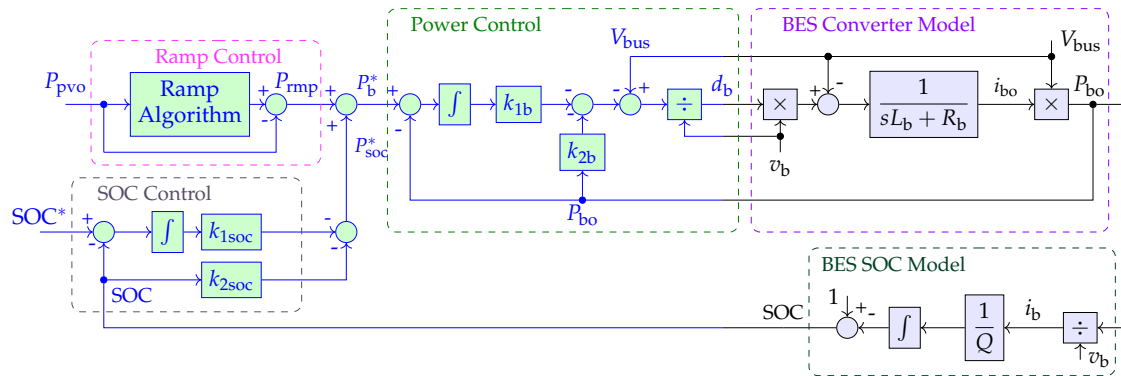 Power Control
BES Converter Model
Ramp Control
V_bus
V_bus
P_pvo
Ramp
Algorithm
P_rmp
P_b^*
∫
k_1b
d_b
÷
×
1
sL_b + R_b
i_bo
×
P_bo
+
-
+
+
-
-
-
+
-
+
-
k_2b
v_b
P_soc^*
P_bo
SOC Control
SOC*
+
-
∫
k_1soc
-
-
k_2soc
SOC
BES SOC Model
SOC
1
+
-
∫
1
Q
i_b
÷
v_b